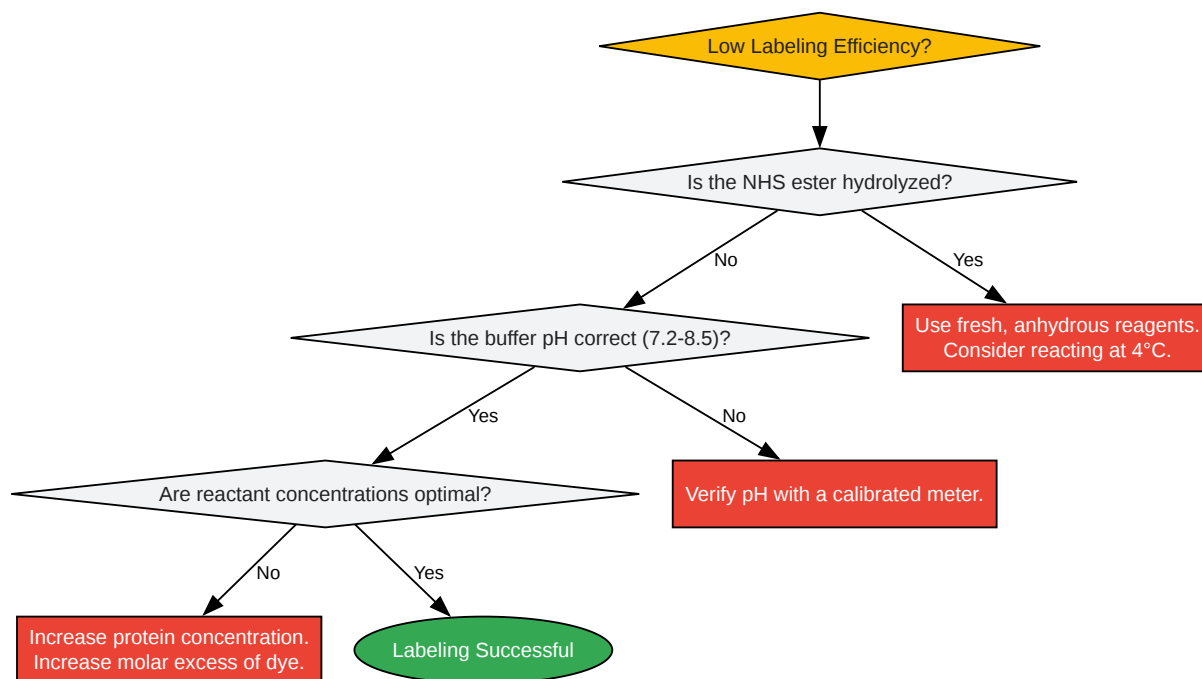 Low Labeling Efficiency?
Is the NHS ester hydrolyzed?
No
Yes
Is the buffer pH correct (7.2-8.5)?
Use fresh, anhydrous reagents.
Consider reacting at 4°C.
Yes
No
Are reactant concentrations optimal?
Verify pH with a calibrated meter.
No
Yes
Increase protein concentration.
Increase molar excess of dye.
Labeling Successful